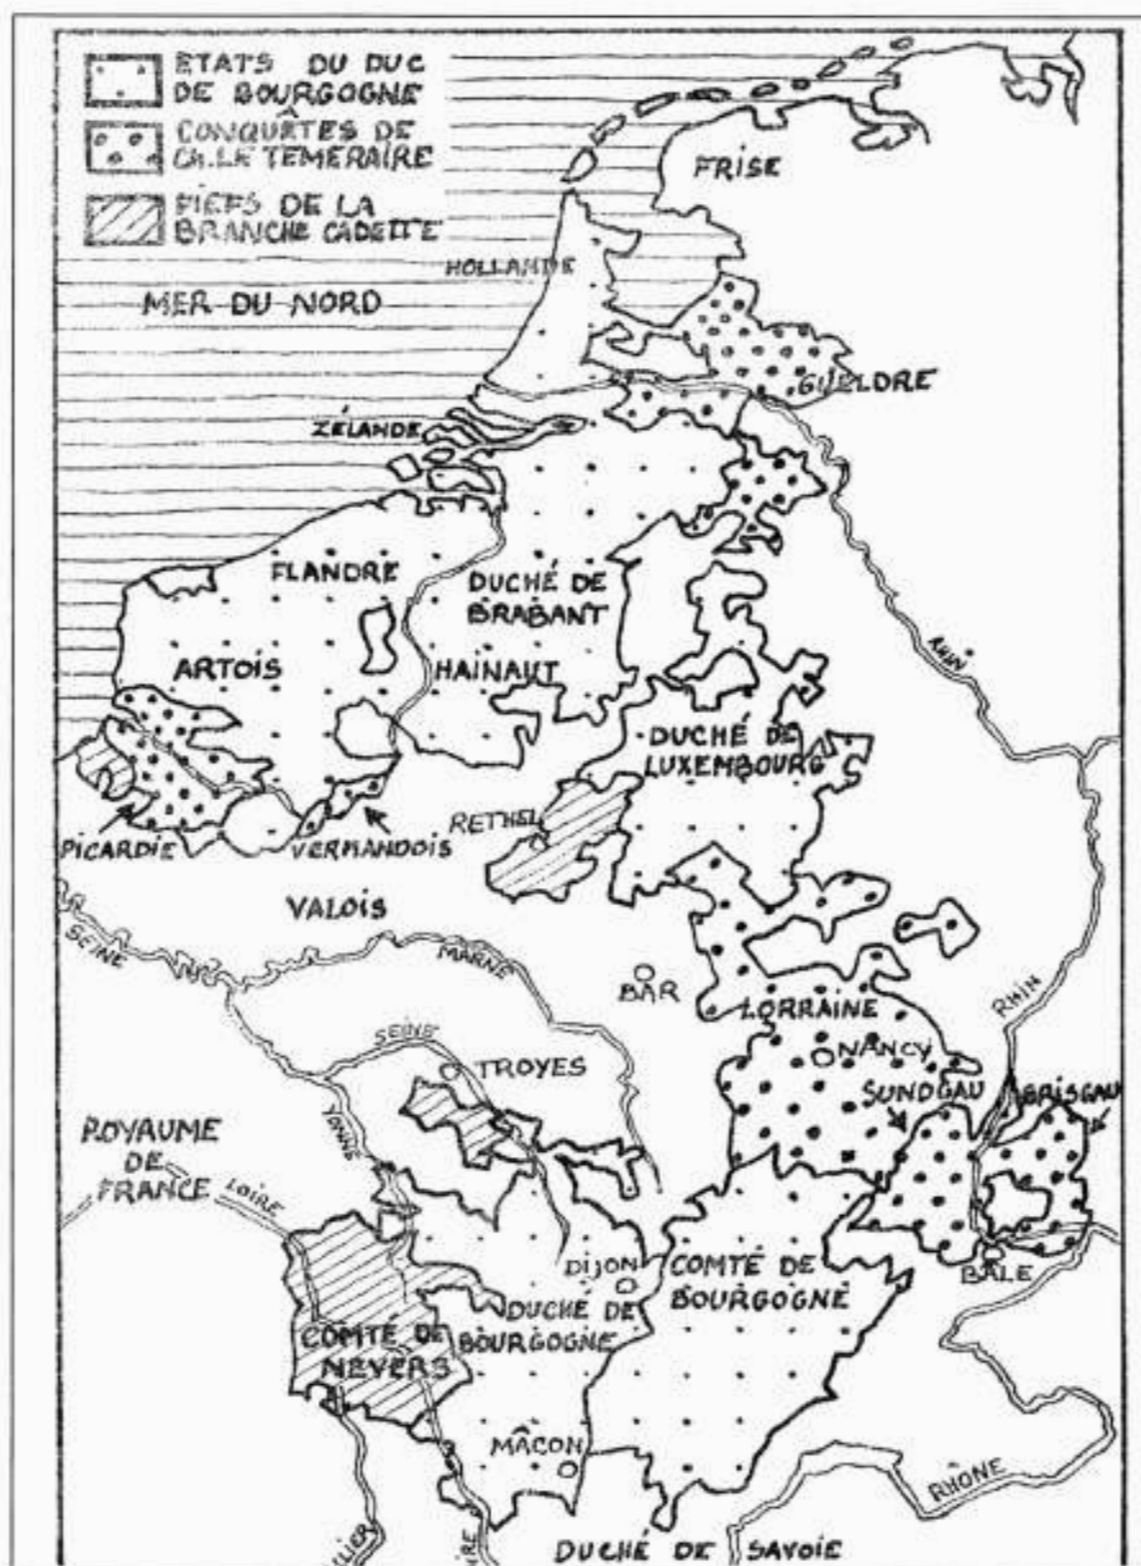 ETATS DU DUC
DE BOURGOGNE
CONQUÊTES DE
CH. LE TEMERAIRE
FIEFS DE LA
BRANCHE CADETTE
FRISE
HOLLANDE
MER DU NORD
GUELDRE
ZÉLANDE
FLANDRE
DUCHÉ DE
BRABANT
RHIN
ARTOIS
HAINAUT
DUCHÉ DE
LUXEMBOURG
RETHEL
PICARDIE
VERMANDOIS
VALOIS
SEINE
MARNE
BAR
LORRAINE
RHIN
SEINE
NANCY
TROYES
SUNDGAU
BRISGAU
YONNE
ROYAUME
DE
FRANCE
LOIRE
DIJON
COMTÉ DE
BOURGOGNE
BÂLE
DUCHÉ DE
BOURGOGNE
COMTÉ DE
NEVERS
MÂCON
RHÔNE
DUCHÉ DE SAVOIE